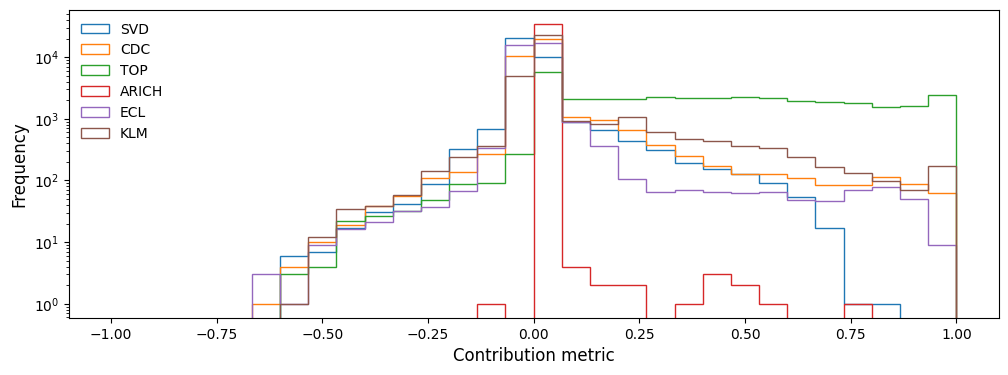 SVD
CDC
TOP
ARICH
ECL
KLM
Frequency
10⁴
10³
10²
10¹
10⁰
−1.00 −0.75 −0.50 −0.25 0.00 0.25 0.50 0.75 1.00
Contribution metric